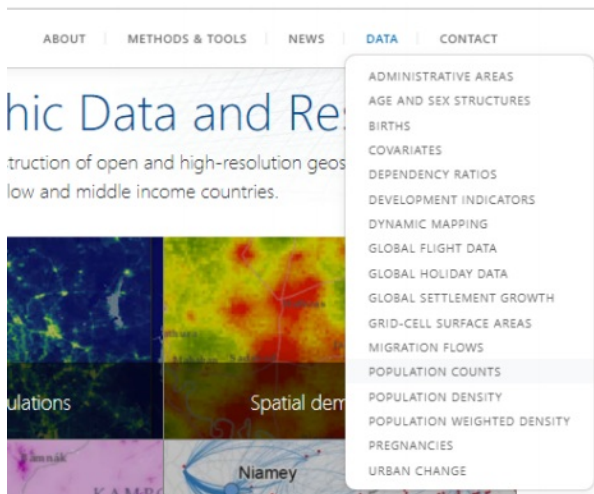 ABOUT METHODS & TOOLS NEWS DATA CONTACT
hic Data and Re
truction of open and high-resolution geos
low and middle income countries.
ADMINISTRATIVE AREAS
AGE AND SEX STRUCTURES
BIRTHS
COVARIATES
DEPENDENCY RATIOS
DEVELOPMENT INDICATORS
DYNAMIC MAPPING
GLOBAL FLIGHT DATA
GLOBAL HOLIDAY DATA
GLOBAL SETTLEMENT GROWTH
GRID-CELL SURFACE AREAS
MIGRATION FLOWS
POPULATION COUNTS
POPULATION DENSITY
POPULATION WEIGHTED DENSITY
PREGNANCIES
URBAN CHANGE
ulations
Spatial dem
Niamey